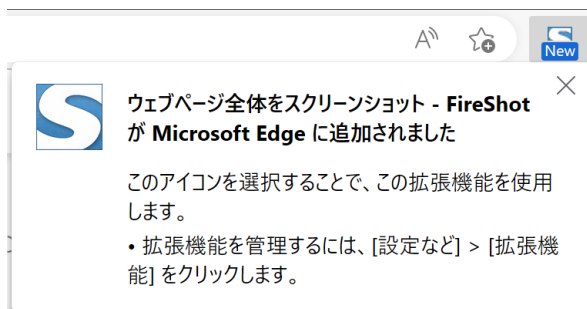 A
New
ウェブページ全体をスクリーンショット - FireShot
が Microsoft Edge に追加されました
このアイコンを選択することで、この拡張機能を使用
します。
• 拡張機能を管理するには、[設定など] > [拡張機
能] をクリックします。